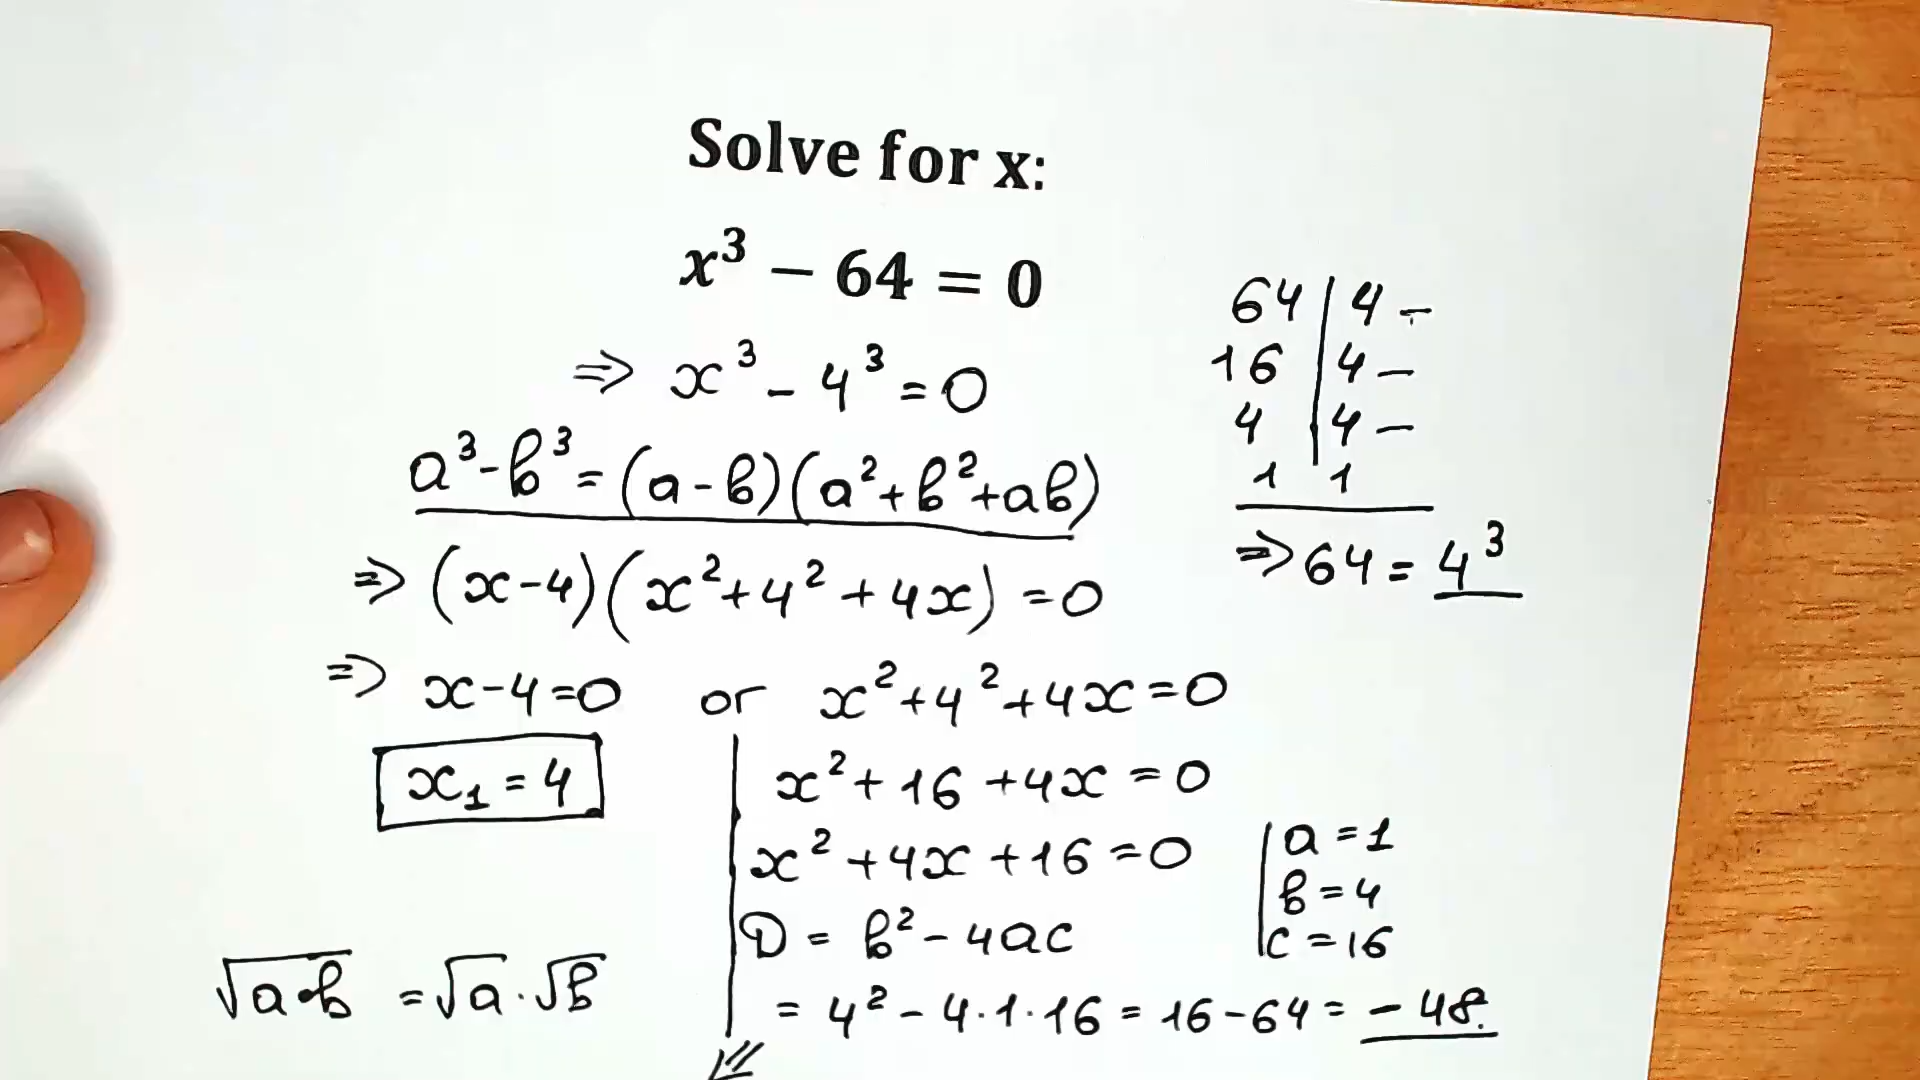 Solve for x:
x³ − 64 = 0
⇒ x³ - 4³ = 0
a³-b³ = (a-b)(a²+b²+ab)
⇒ (x-4)(x²+4²+4x) = 0
⇒ x-4=0 or x²+4²+4x=0
x₁ = 4
x²+16+4x=0
x²+4x+16=0
D = b²-4ac
= 4²-4·1·16 = 16-64 = -48.
64 | 4 -
16 | 4 -
4 | 4 -
1 1
⇒ 64 = 4³
a = 1
b = 4
c = 16
√a·b = √a · √b